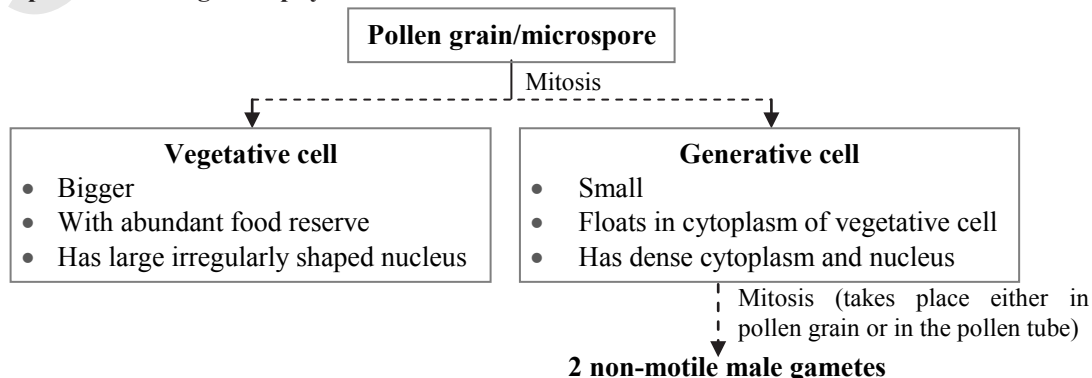 Pollen grain/microspore
Mitosis
Vegetative cell
• Bigger
• With abundant food reserve
• Has large irregularly shaped nucleus
Generative cell
• Small
• Floats in cytoplasm of vegetative cell
• Has dense cytoplasm and nucleus
Mitosis (takes place either in
pollen grain or in the pollen tube)
2 non-motile male gametes